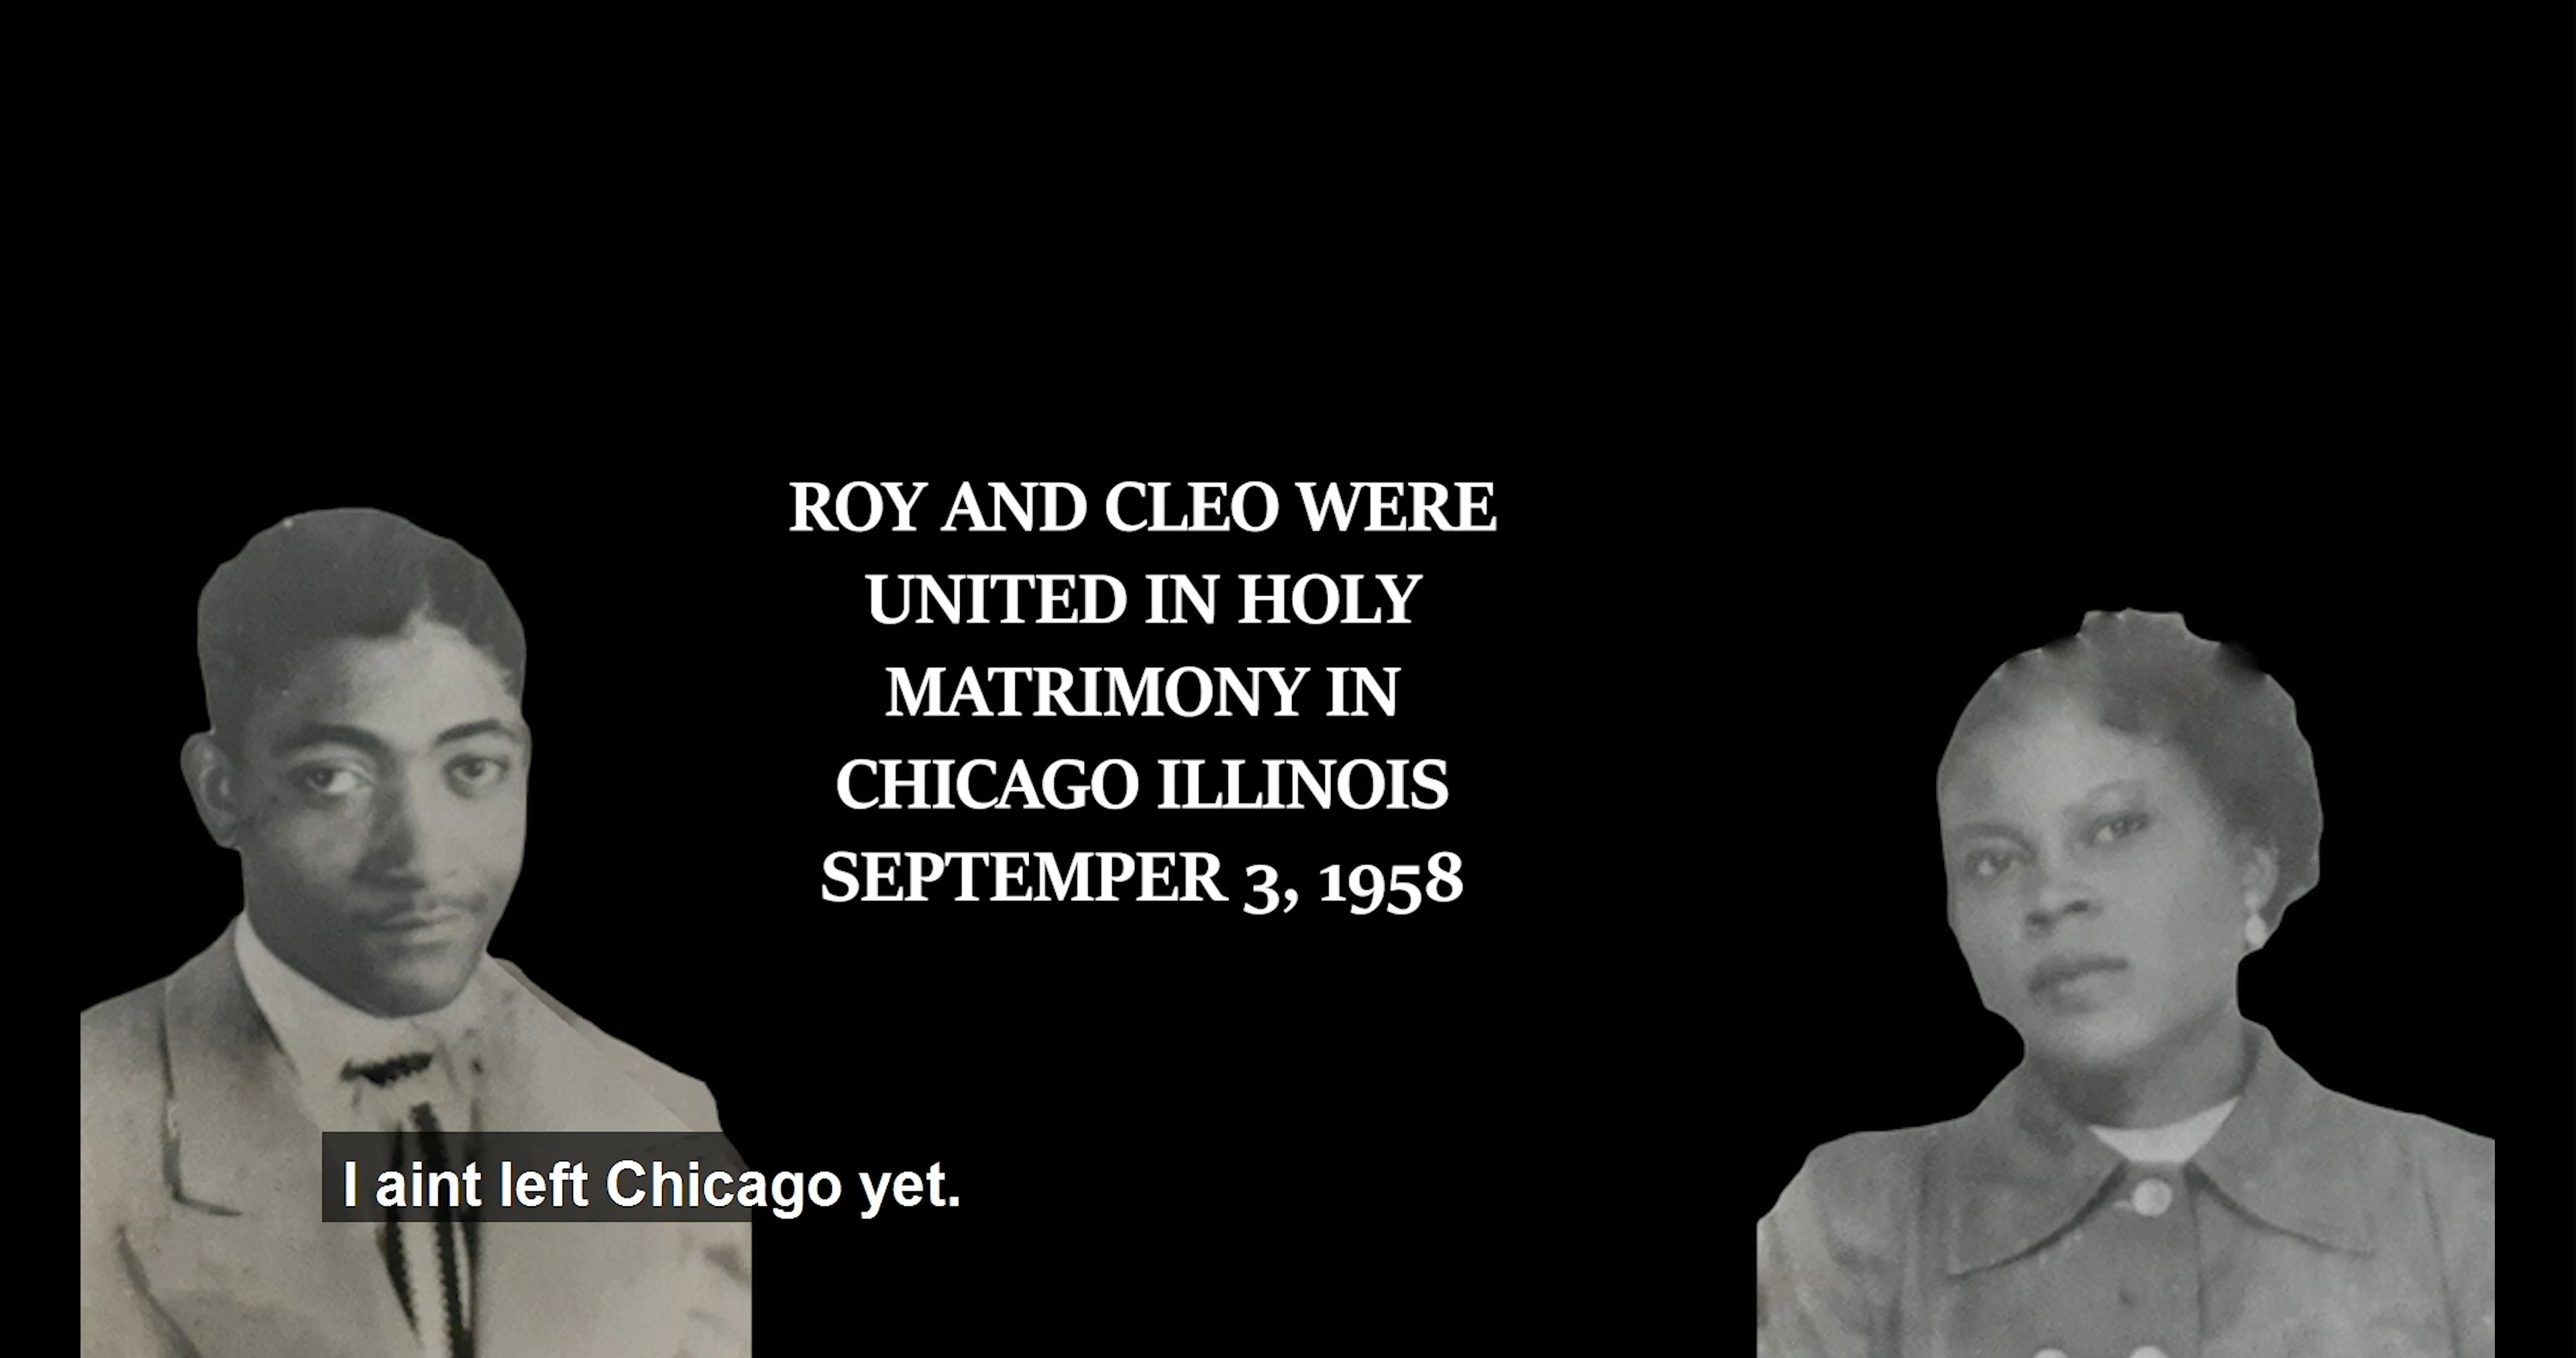 ROY AND CLEO WERE
UNITED IN HOLY
MATRIMONY IN
CHICAGO ILLINOIS
SEPTEMPER 3, 1958
I aint left Chicago yet.